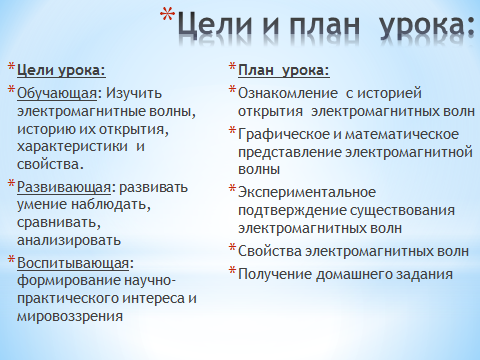 *Цели и план урока:
*Цели урока:
*Обучающая: Изучить
электромагнитные волны,
историю их открытия,
характеристики и
свойства.
*Развивающая: развивать
умение наблюдать,
сравнивать,
анализировать
*Воспитывающая:
формирование научно-
практического интереса и
мировоззрения
*План урока:
*Ознакомление с историей
открытия электромагнитных волн
*Графическое и математическое
представление электромагнитной
волны
*Экспериментальное
подтверждение существования
электромагнитных волн
*Свойства электромагнитных волн
*Получение домашнего задания